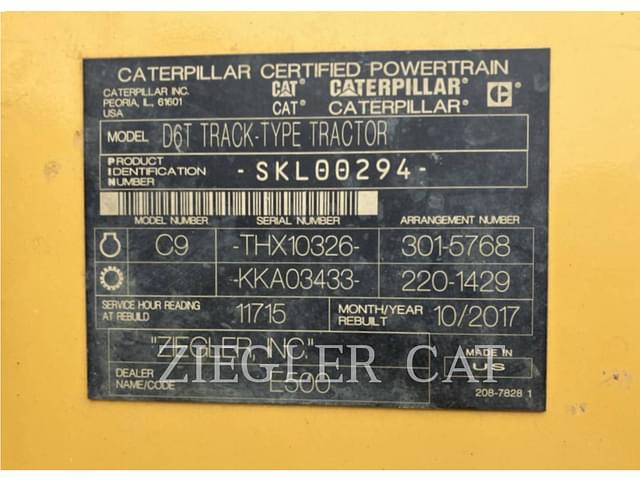 CATERPILLAR CERTIFIED POWERTRAIN
CATERPILLAR INC.
PEORIA, IL, 61601
USA
CAT® CATERPILLAR® C®
CAT® CATERPILLAR®
MODEL D6T TRACK-TYPE TRACTOR
PRODUCT
IDENTIFICATION
NUMBER
-SKL00294-
MODEL NUMBER SERIAL NUMBER ARRANGEMENT NUMBER
C9 -THX10326- 301-5768
-KKA03433- 220-1429
SERVICE HOUR READING
AT REBUILD
11715
MONTH/YEAR
REBUILT
10/2017
"ZIEGLER, INC."
ZIEGLER CAT
DEALER
NAME/CODE
E500
MADE IN
US
208-7828 1